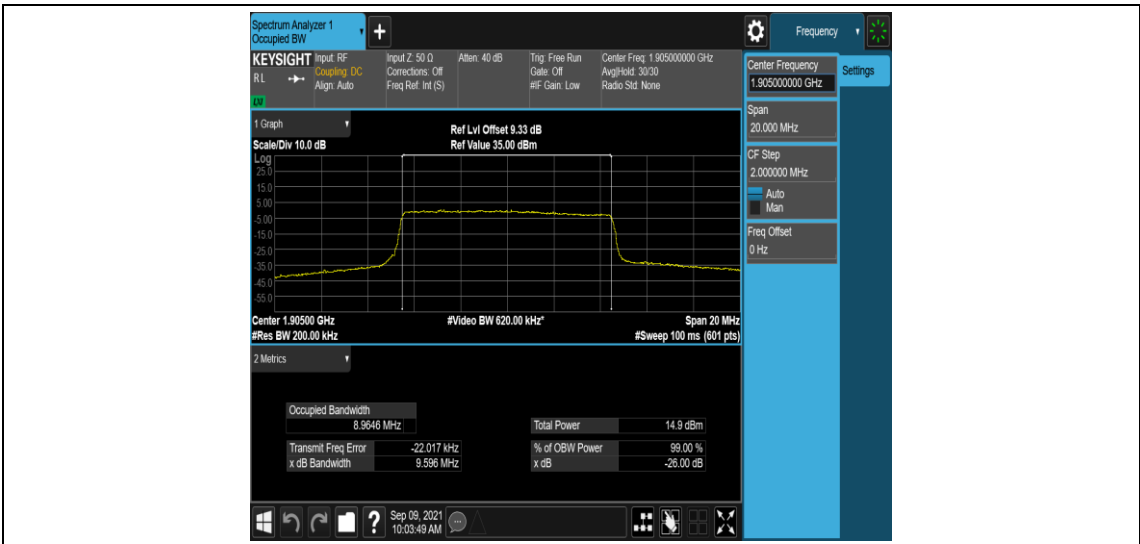 Spectrum Analyzer 1
Occupied BW
+
Frequency
KEYSIGHT
RL
LNI
Input: RF
Coupling: DC
Align: Auto
Input Z: 50 Ω
Corrections: Off
Freq Ref: Int (S)
Atten: 40 dB
Trig: Free Run
Gate: Off
#IF Gain: Low
Center Freq: 1.905000000 GHz
Avg|Hold: 30/30
Radio Std: None
Center Frequency
1.905000000 GHz
Settings
Span
20.000 MHz
CF Step
2.000000 MHz
Auto
Man
Freq Offset
0 Hz
1 Graph
Ref Lvl Offset 9.33 dB
Scale/Div 10.0 dB
Ref Value 35.00 dBm
Log
25.0
15.0
5.00
-5.00
-15.0
-25.0
-35.0
-45.0
-55.0
Center 1.90500 GHz
#Video BW 620.00 kHz*
Span 20 MHz
#Res BW 200.00 kHz
#Sweep 100 ms (601 pts)
2 Metrics
Occupied Bandwidth
8.9646 MHz
Total Power 14.9 dBm
Transmit Freq Error -22.017 kHz
% of OBW Power 99.00 %
x dB Bandwidth 9.596 MHz
x dB -26.00 dB
?
Sep 09, 2021
10:03:49 AM